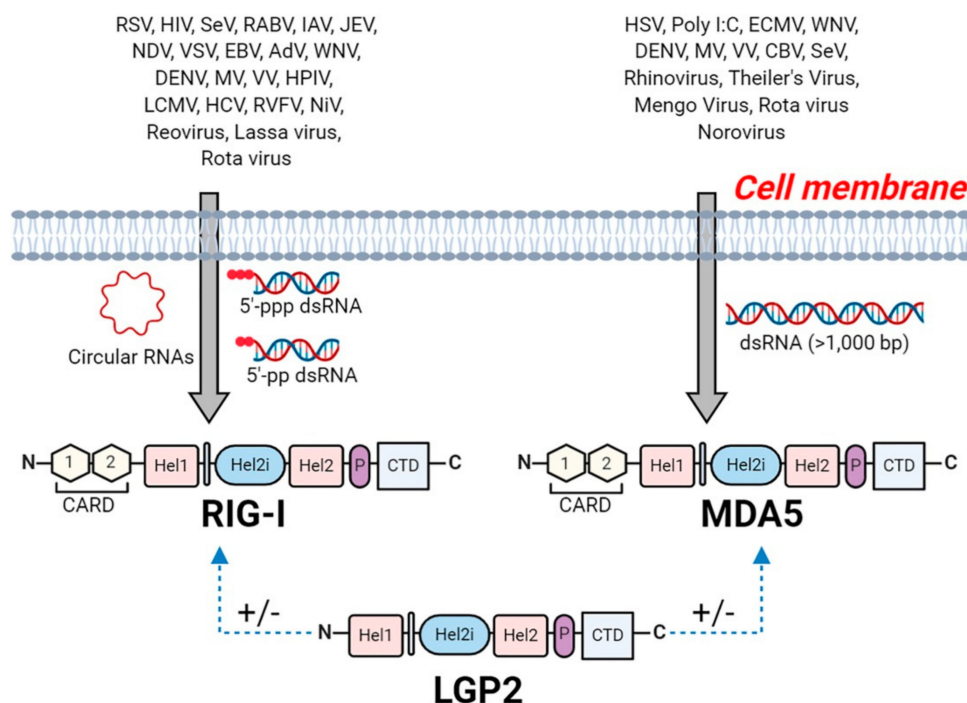 RSV, HIV, SeV, RABV, IAV, JEV,
NDV, VSV, EBV, AdV, WNV,
DENV, MV, VV, HPIV,
LCMV, HCV, RVFV, NiV,
Reovirus, Lassa virus,
Rota virus
HSV, Poly I:C, ECMV, WNV,
DENV, MV, VV, CBV, SeV,
Rhinovirus, Theiler's Virus,
Mengo Virus, Rota virus
Norovirus
Cell membrane
Circular RNAs
5'-ppp dsRNA
5'-pp dsRNA
dsRNA (>1,000 bp)
N 1 2 Hel1 Hel2i Hel2 P CTD C
CARD
RIG-I
N 1 2 Hel1 Hel2i Hel2 P CTD C
CARD
MDA5
+/-
+/-
N Hel1 Hel2i Hel2 P CTD C
LGP2